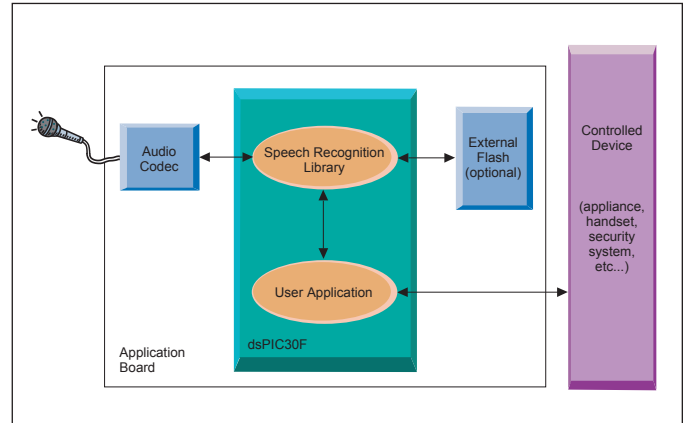 Audio
Codec
Speech Recognition
Library
External
Flash
(optional)
Controlled
Device
(appliance,
handset,
security
system,
etc...)
User Application
dsPIC30F
Application
Board